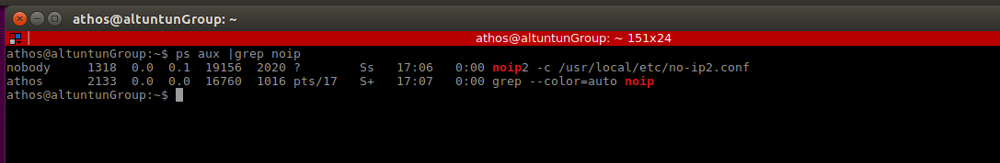 athos@altuntunGroup: ~
athos@altuntunGroup: ~ 151x24
athos@altuntunGroup:~$ ps aux |grep noip
nobody     1318  0.0  0.1  19156  2020 ?        Ss   17:06   0:00 noip2 -c /usr/local/etc/no-ip2.conf
athos      2133  0.0  0.0  16760  1016 pts/17   S+   17:07   0:00 grep --color=auto noip
athos@altuntunGroup:~$